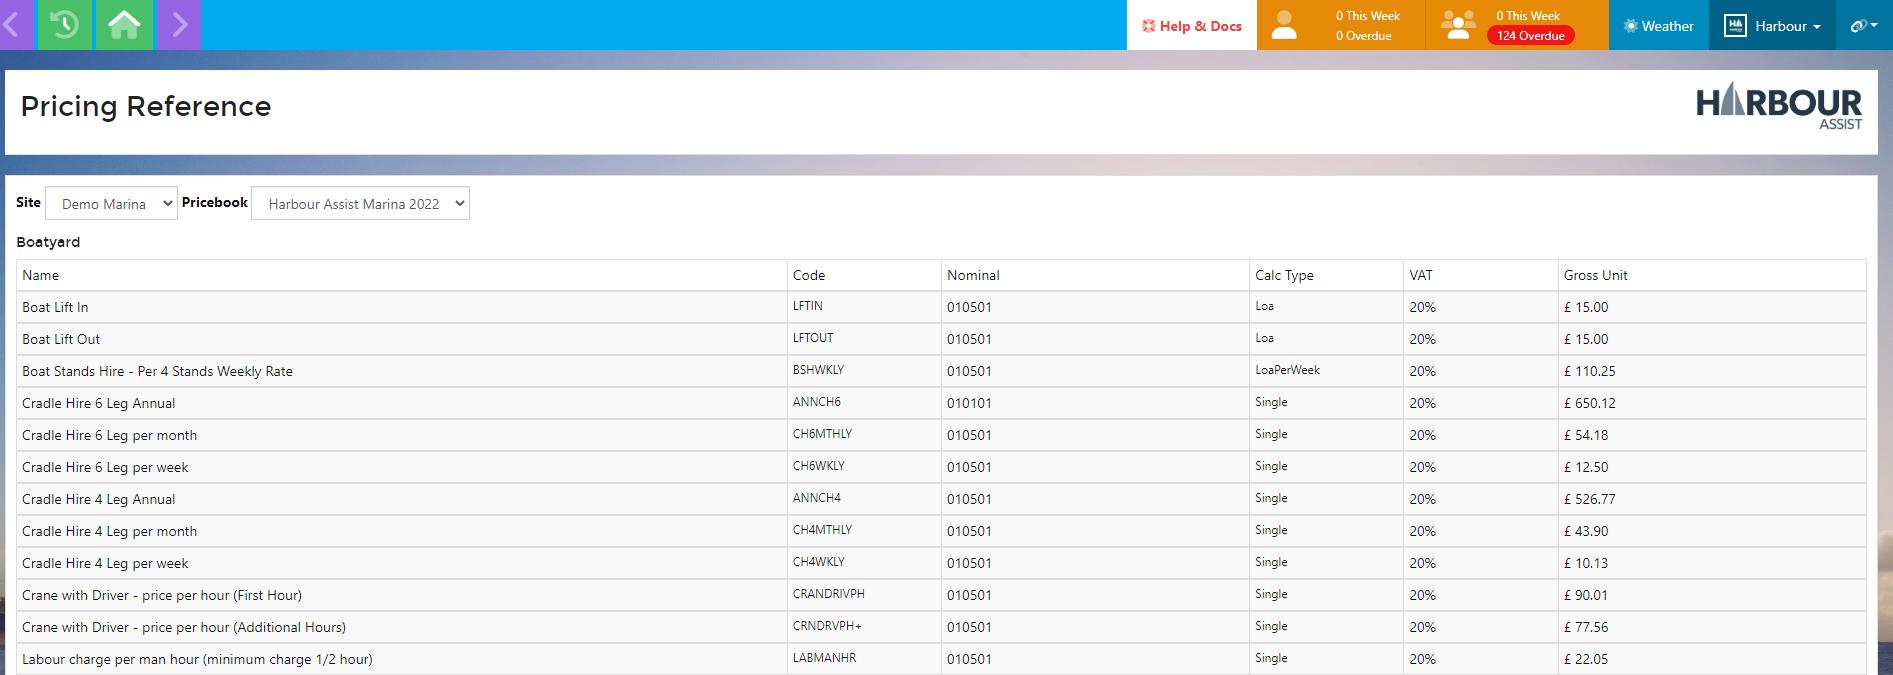 Help & Docs
0 This Week
0 Overdue
0 This Week
124 Overdue
Weather
Harbour
Pricing Reference
HARBOUR
ASSIST
Site Demo Marina Pricebook Harbour Assist Marina 2022
Boatyard
Name Code Nominal Calc Type VAT Gross Unit
Boat Lift In LFTIN 010501 Loa 20% £ 15.00
Boat Lift Out LFTOUT 010501 Loa 20% £ 15.00
Boat Stands Hire - Per 4 Stands Weekly Rate BSHWKLY 010501 LoaPerWeek 20% £ 110.25
Cradle Hire 6 Leg Annual ANNCH6 010101 Single 20% £ 650.12
Cradle Hire 6 Leg per month CH6MTHLY 010501 Single 20% £ 54.18
Cradle Hire 6 Leg per week CH6WKLY 010501 Single 20% £ 12.50
Cradle Hire 4 Leg Annual ANNCH4 010501 Single 20% £ 526.77
Cradle Hire 4 Leg per month CH4MTHLY 010501 Single 20% £ 43.90
Cradle Hire 4 Leg per week CH4WKLY 010501 Single 20% £ 10.13
Crane with Driver - price per hour (First Hour) CRANDRIVPH 010501 Single 20% £ 90.01
Crane with Driver - price per hour (Additional Hours) CRNDRVPH+ 010501 Single 20% £ 77.56
Labour charge per man hour (minimum charge 1/2 hour) LABMANHR 010501 Single 20% £ 22.05